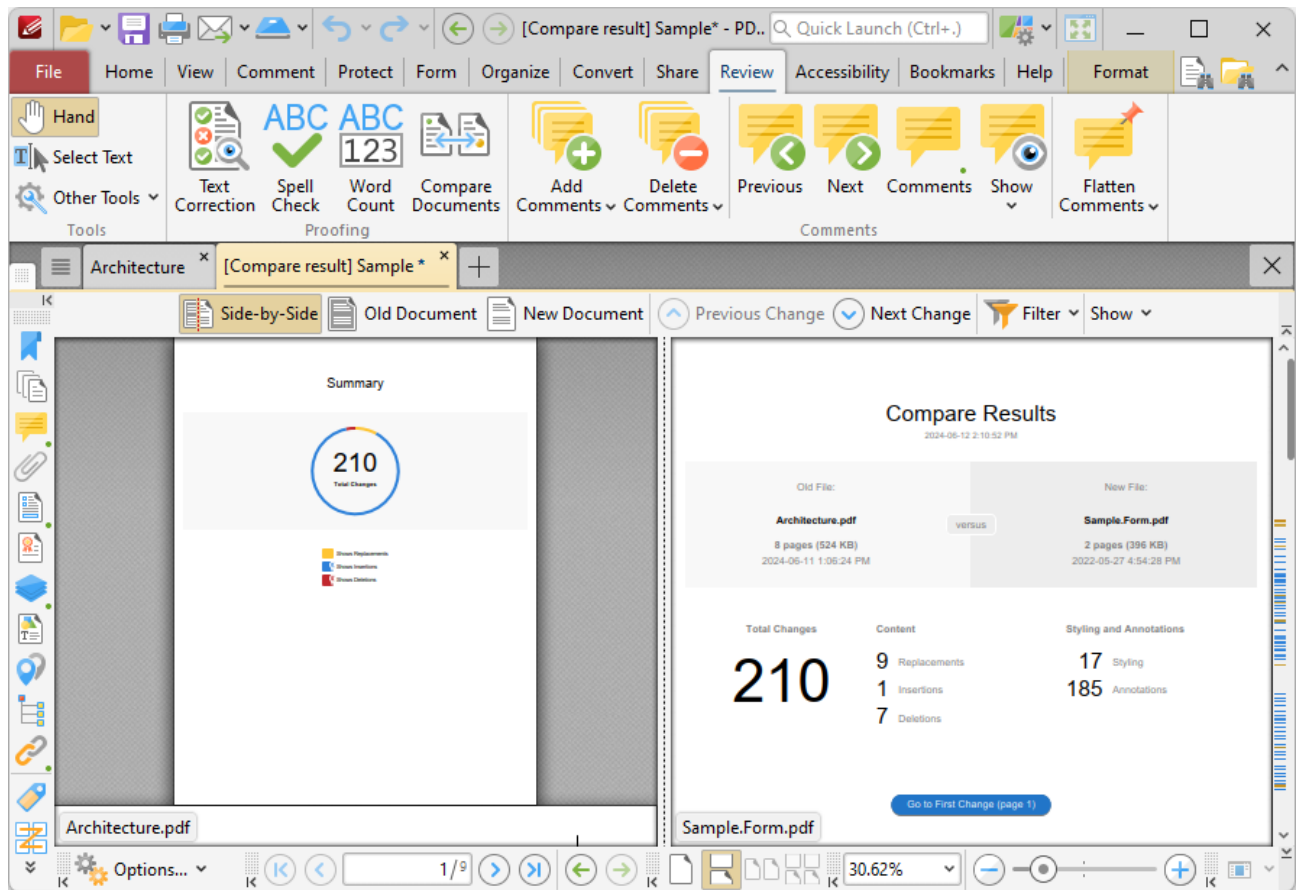 [Compare result] Sample* - PD.. Quick Launch (Ctrl+.)
File Home View Comment Protect Form Organize Convert Share Review Accessibility Bookmarks Help Format
Hand
Select Text
Other Tools
Tools
ABC ABC
123
Text Correction
Spell Check
Word Count
Compare Documents
Proofing
Add Comments
Delete Comments
Previous
Next
Comments
Show
Flatten Comments
Comments
Architecture × [Compare result] Sample * ×
Side-by-Side Old Document New Document Previous Change Next Change Filter Show
Summary
210
Total Changes
Shows Replacements
Shows Insertions
Shows Deletions
Architecture.pdf
Compare Results
2024-06-12 2:10:52 PM
Old File: New File:
Architecture.pdf versus Sample.Form.pdf
8 pages (524 KB) 2 pages (396 KB)
2024-06-11 1:06:24 PM 2022-05-27 4:54:28 PM
Total Changes Content Styling and Annotations
210
9 Replacements 17 Styling
1 Insertions 185 Annotations
7 Deletions
Go to First Change (page 1)
Sample.Form.pdf
Options... 1/9 30.62%